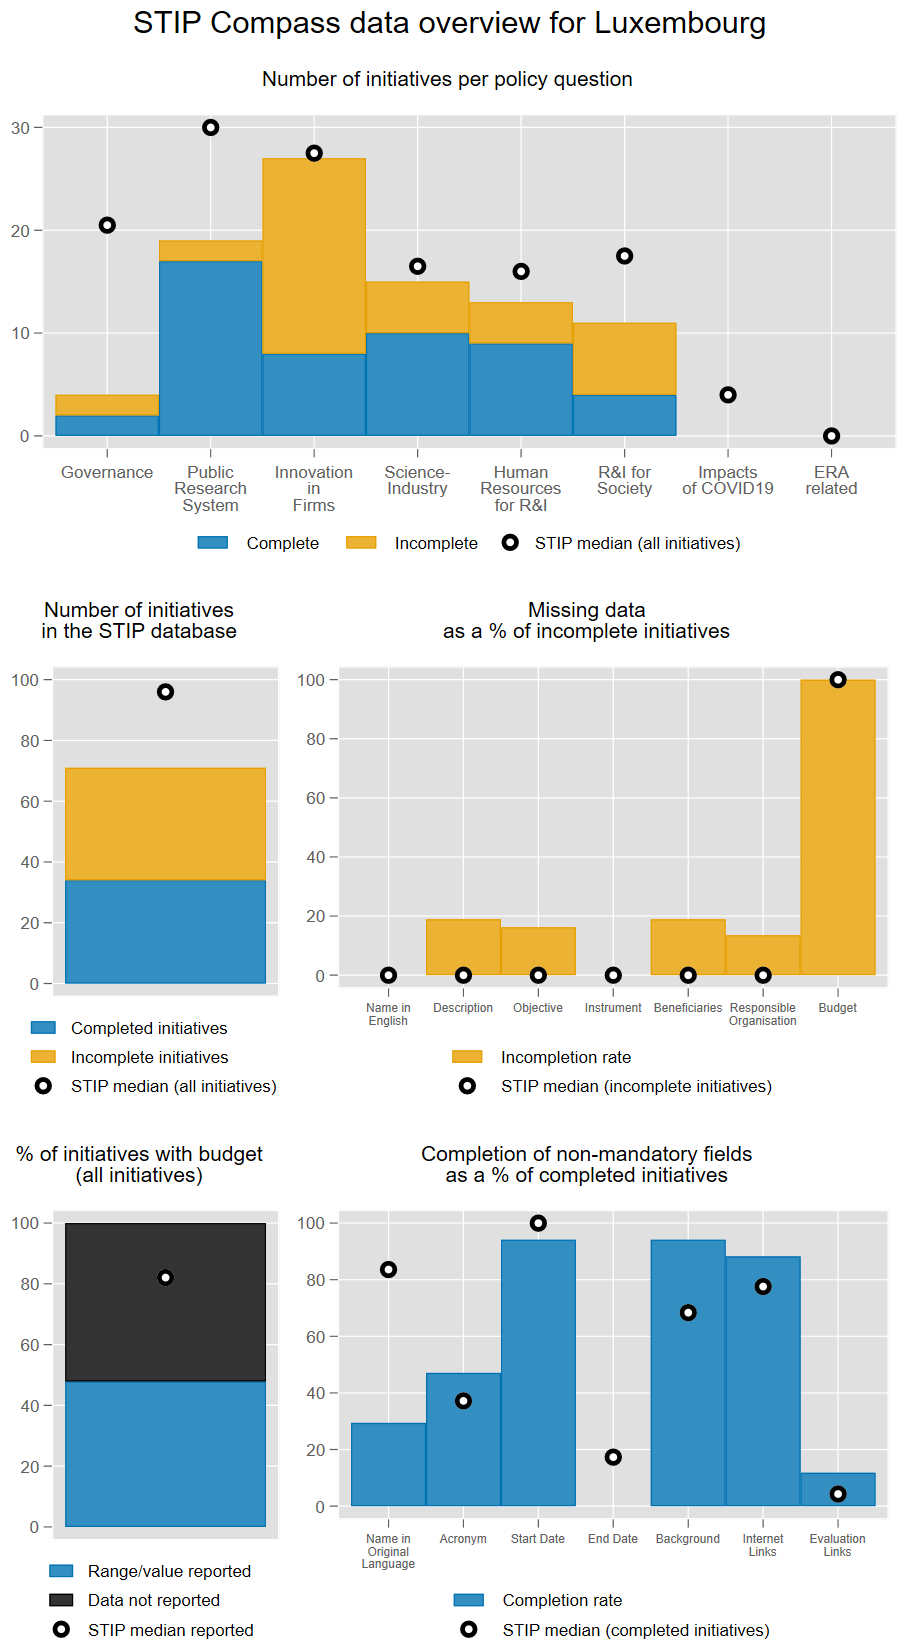 STIP Compass data overview for Luxembourg
Number of initiatives per policy question
30
20
10
0
Governance
Public
Research
System
Innovation
in
Firms
Science-
Industry
Human
Resources
for R&I
R&I for
Society
Impacts
of COVID19
ERA
related
Complete
Incomplete
STIP median (all initiatives)
Number of initiatives
in the STIP database
100
80
60
40
20
0
Completed initiatives
Incomplete initiatives
STIP median (all initiatives)
Missing data
as a % of incomplete initiatives
100
80
60
40
20
0
Name in
English
Description
Objective
Instrument
Beneficiaries
Responsible
Organisation
Budget
Incompletion rate
STIP median (incomplete initiatives)
% of initiatives with budget
(all initiatives)
100
80
60
40
20
0
Range/value reported
Data not reported
STIP median reported
Completion of non-mandatory fields
as a % of completed initiatives
100
80
60
40
20
0
Name in
Original
Language
Acronym
Start Date
End Date
Background
Internet
Links
Evaluation
Links
Completion rate
STIP median (completed initiatives)